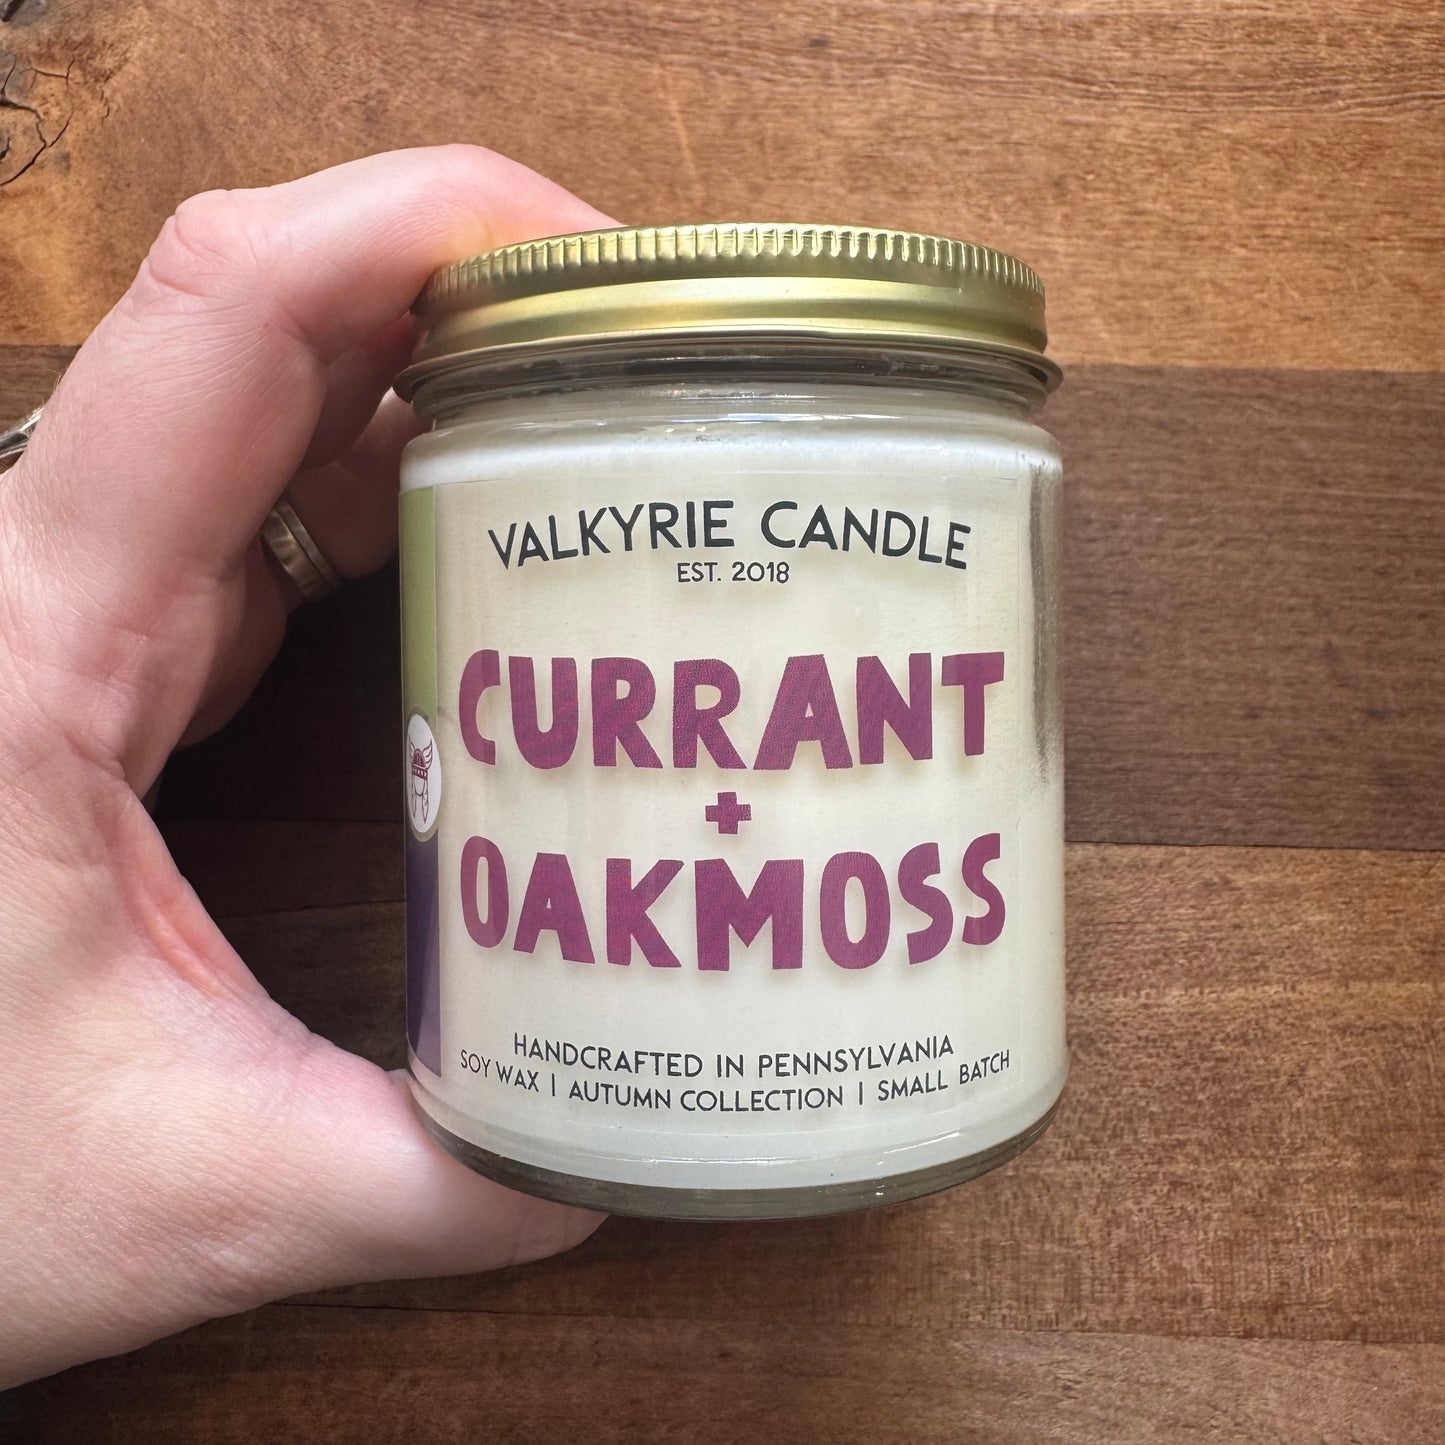 VALKYRIE CANDLE
EST. 2018
CURRANT
+
OAKMOSS
HANDCRAFTED IN PENNSYLVANIA
SOY WAX | AUTUMN COLLECTION | SMALL BATCH